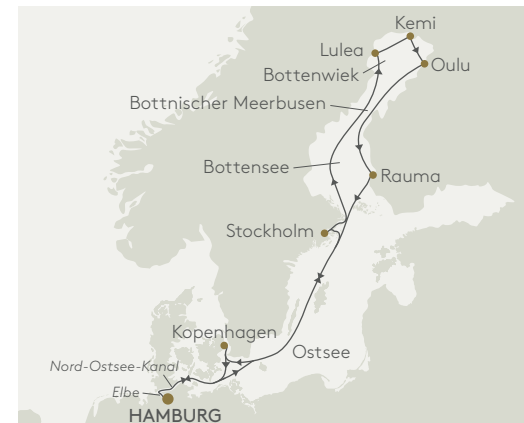 Kemi
Lulea
Oulu
Bottenwiek
Bottnischer Meerbusen
Bottensee
Rauma
Stockholm
Kopenhagen
Ostsee
Nord-Ostsee-Kanal
Elbe
HAMBURG